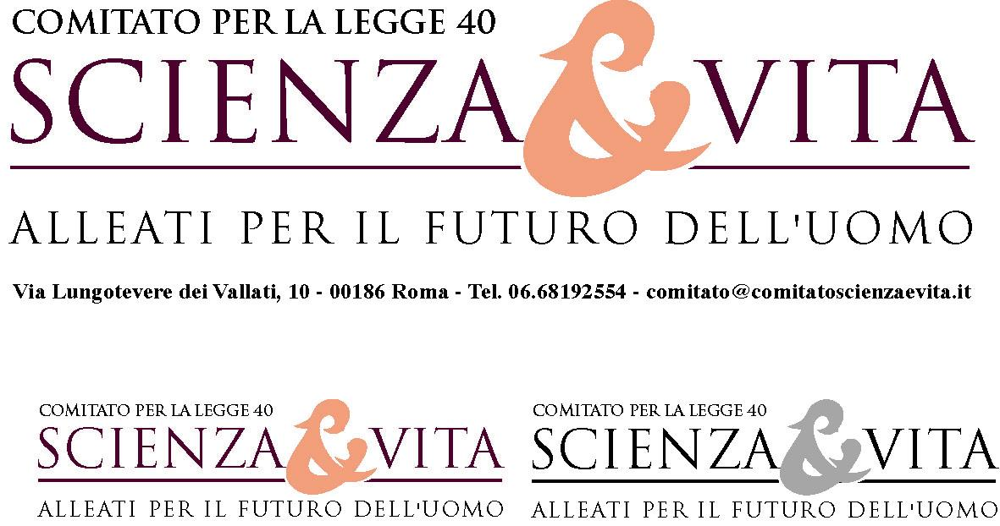 COMITATO PER LA LEGGE 40
SCIENZA & VITA
ALLEATI PER IL FUTURO DELL'UOMO
Via Lungotevere dei Vallati, 10 - 00186 Roma - Tel. 06.68192554 - comitato@comitatoscienzaevita.it
COMITATO PER LA LEGGE 40
SCIENZA & VITA
ALLEATI PER IL FUTURO DELL'UOMO
COMITATO PER LA LEGGE 40
SCIENZA & VITA
ALLEATI PER IL FUTURO DELL'UOMO